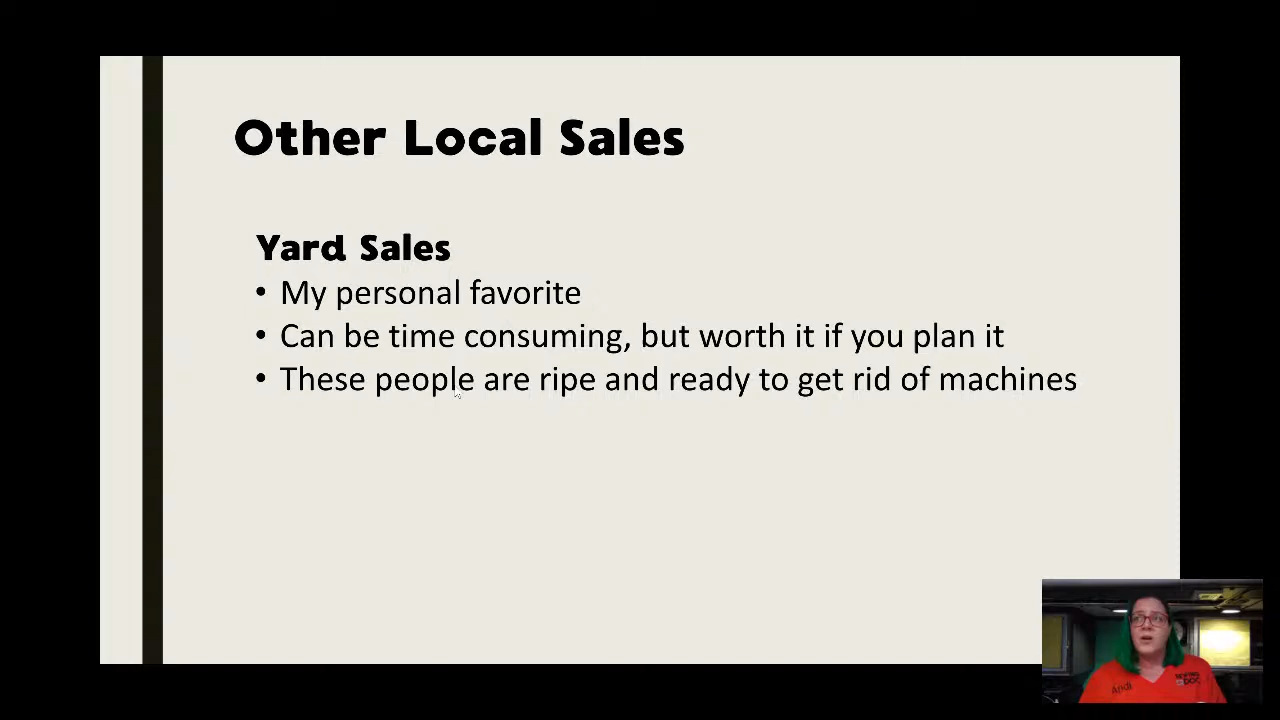 Other Local Sales
Yard Sales
• My personal favorite
• Can be time consuming, but worth it if you plan it
• These people are ripe and ready to get rid of machines
Andi